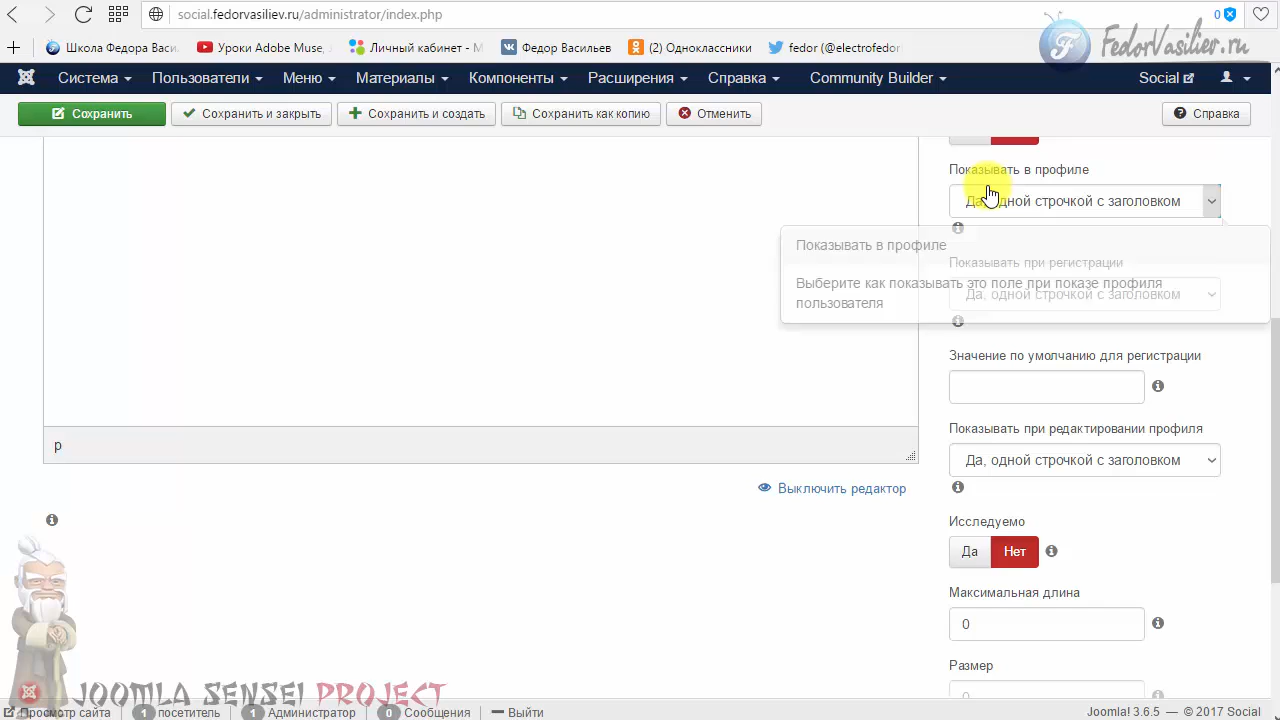 social.fedorvasiliev.ru/administrator/index.php
0
Школа Федора Васи
Уроки Adobe Muse,
Личный кабинет - М
Федор Васильев
(2) Одноклассники
fedor (@electrofedor
FedorVasiliev.ru
Система
Пользователи
Меню
Материалы
Компоненты
Расширения
Справка
Community Builder
Social
Сохранить
Сохранить и закрыть
Сохранить и создать
Сохранить как копию
Отменить
Справка
Показывать в профиле
Да, одной строчкой с заголовком
Показывать в профиле
Показывать при регистрации
Выберите как показывать это поле при показе профиля
Да, одной строчкой с заголовком
пользователя
Значение по умолчанию для регистрации
Показывать при редактировании профиля
p
Да, одной строчкой с заголовком
Выключить редактор
Исследуемо
Да
Нет
Максимальная длина
0
Размер
0
JOOMLA SENSEI PROJECT
Просмотр сайта
1 посетитель
1 Администратор
0 Сообщения
Выйти
Joomla! 3.6.5 — © 2017 Social